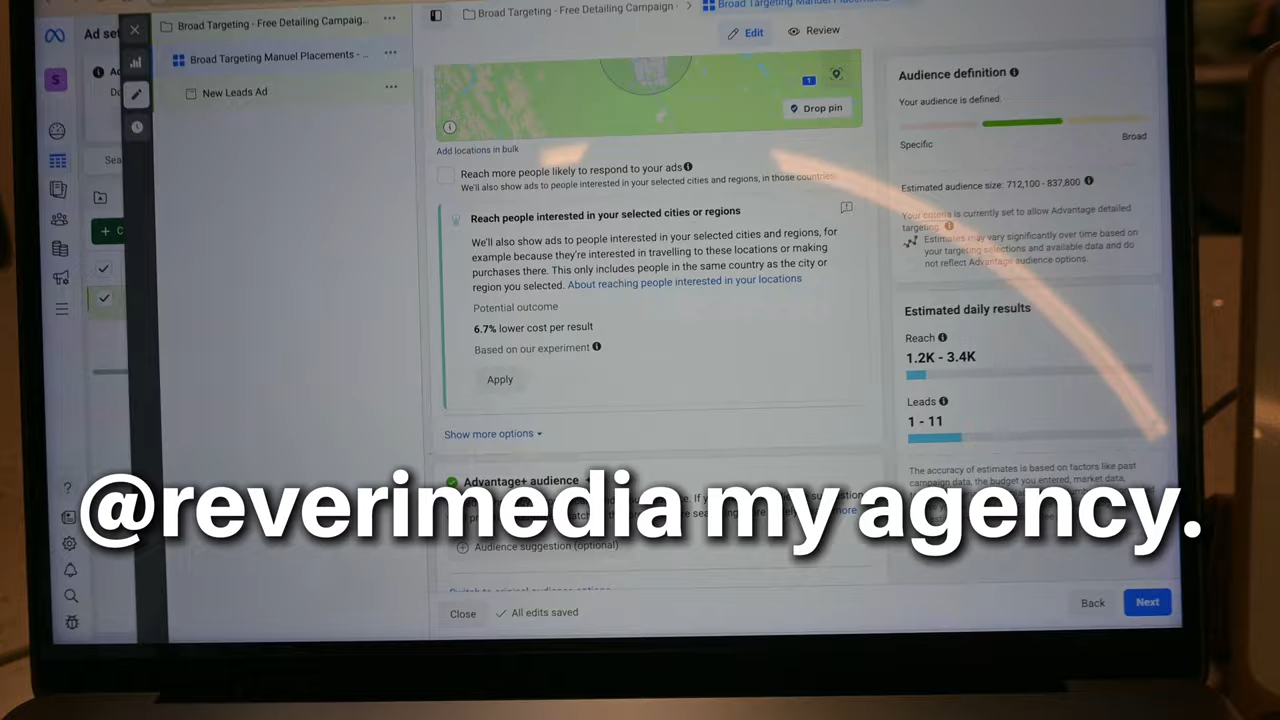 Ad set
Broad Targeting - Free Detailing Campaig...
Broad Targeting Manuel Placements - ...
New Leads Ad
S
Sea
Broad Targeting - Free Detailing Campaign
Broad Targeting Manuel Placements
Edit
Review
1
Drop pin
Add locations in bulk
Reach more people likely to respond to your ads
We'll also show ads to people interested in your selected cities and regions, in those countries.
Reach people interested in your selected cities or regions
We'll also show ads to people interested in your selected cities and regions, for
example because they're interested in travelling to these locations or making
purchases there. This only includes people in the same country as the city or
region you selected. About reaching people interested in your locations
Potential outcome
6.7% lower cost per result
Based on our experiment
Apply
Show more options
Advantage+ audience
Audience suggestion (optional)
Close
All edits saved
Back
Next
Audience definition
Your audience is defined.
Specific
Broad
Estimated audience size: 712,100 - 837,800
Your criteria is currently set to allow Advantage detailed
targeting.
Estimates may vary significantly over time based on
your targeting selections and available data and do
not reflect Advantage audience options.
Estimated daily results
Reach
1.2K - 3.4K
Leads
1 - 11
The accuracy of estimates is based on factors like past
campaign data, the budget you entered, market data,
@reverimedia my agency.